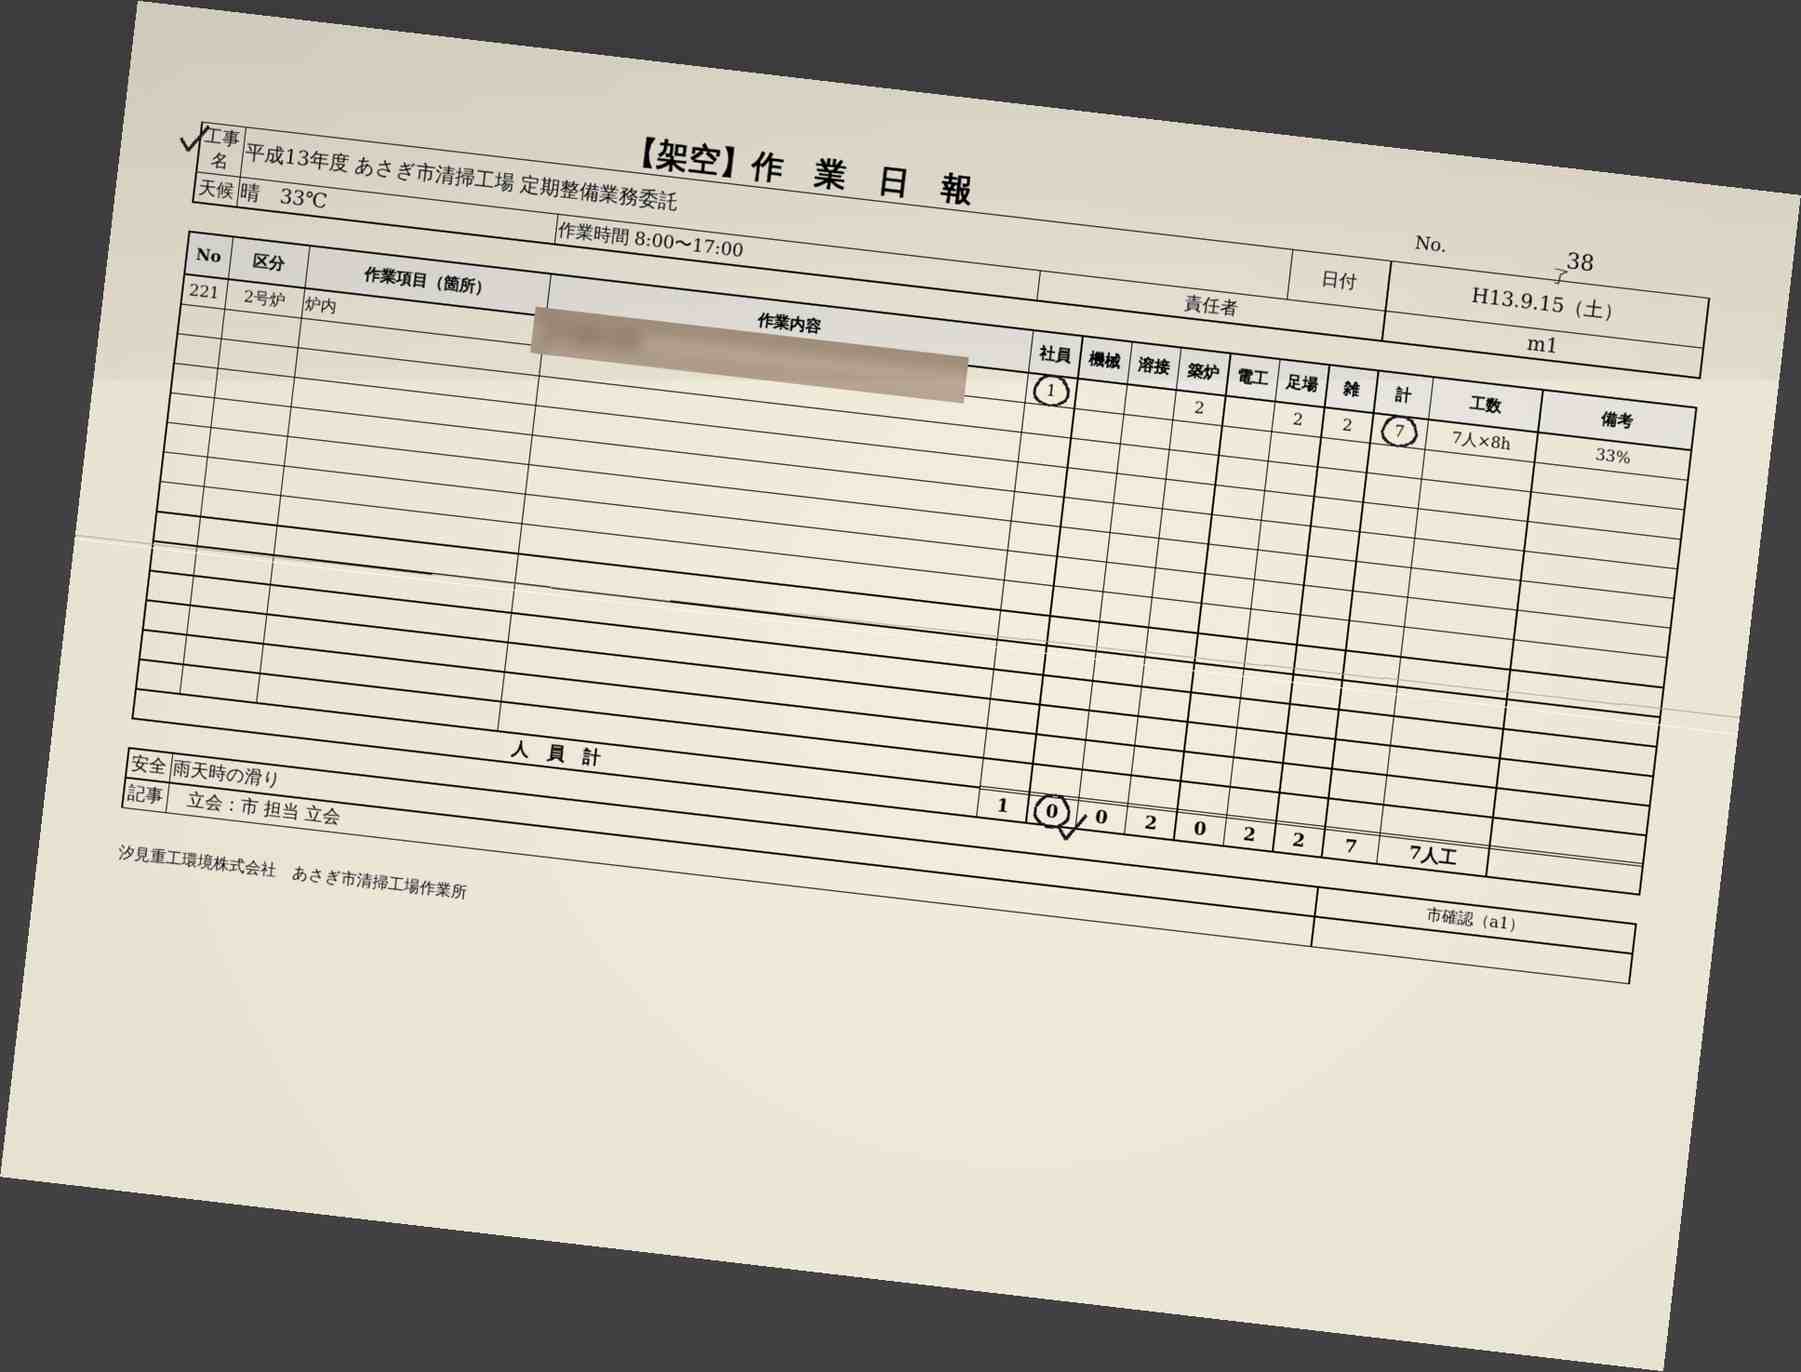 【架空】作 業 日 報
No. 38
工事名 平成13年度 あさぎ市清掃工場 定期整備業務委託 日付 H13.9.15（土）
天候 晴 33℃ 作業時間 8:00〜17:00 責任者 m1
No 区分 作業項目（箇所） 作業内容 社員 機械 溶接 築炉 電工 足場 雑 計 工数 備考
221 2号炉 炉内 1 2 2 2 7 7人×8h 33%
人 員 計 1 0 0 2 0 2 2 7 7人工
安全 雨天時の滑り 市確認（a1）
記事 立会：市 担当 立会
汐見重工環境株式会社 あさぎ市清掃工場作業所